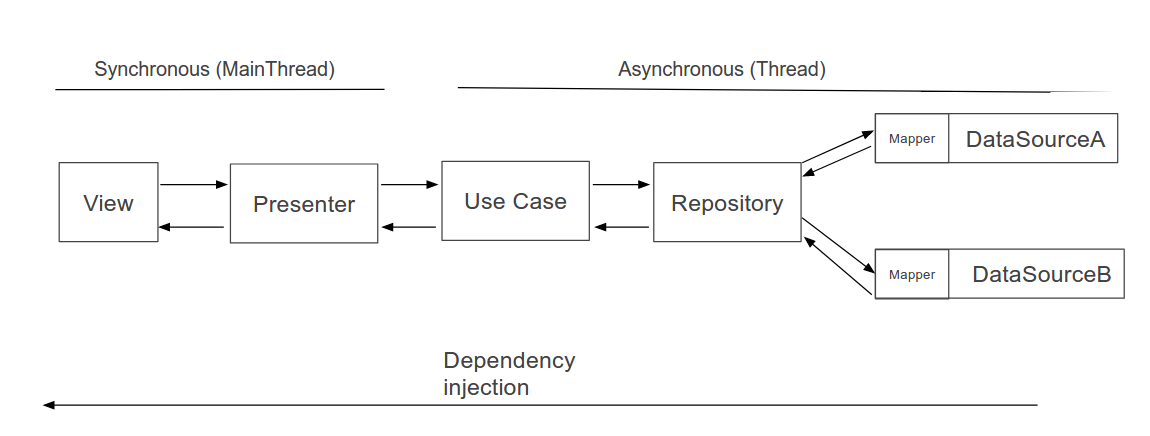 Synchronous (MainThread)
Asynchronous (Thread)
View
Presenter
Use Case
Repository
Mapper
DataSourceA
Mapper
DataSourceB
Dependency
injection